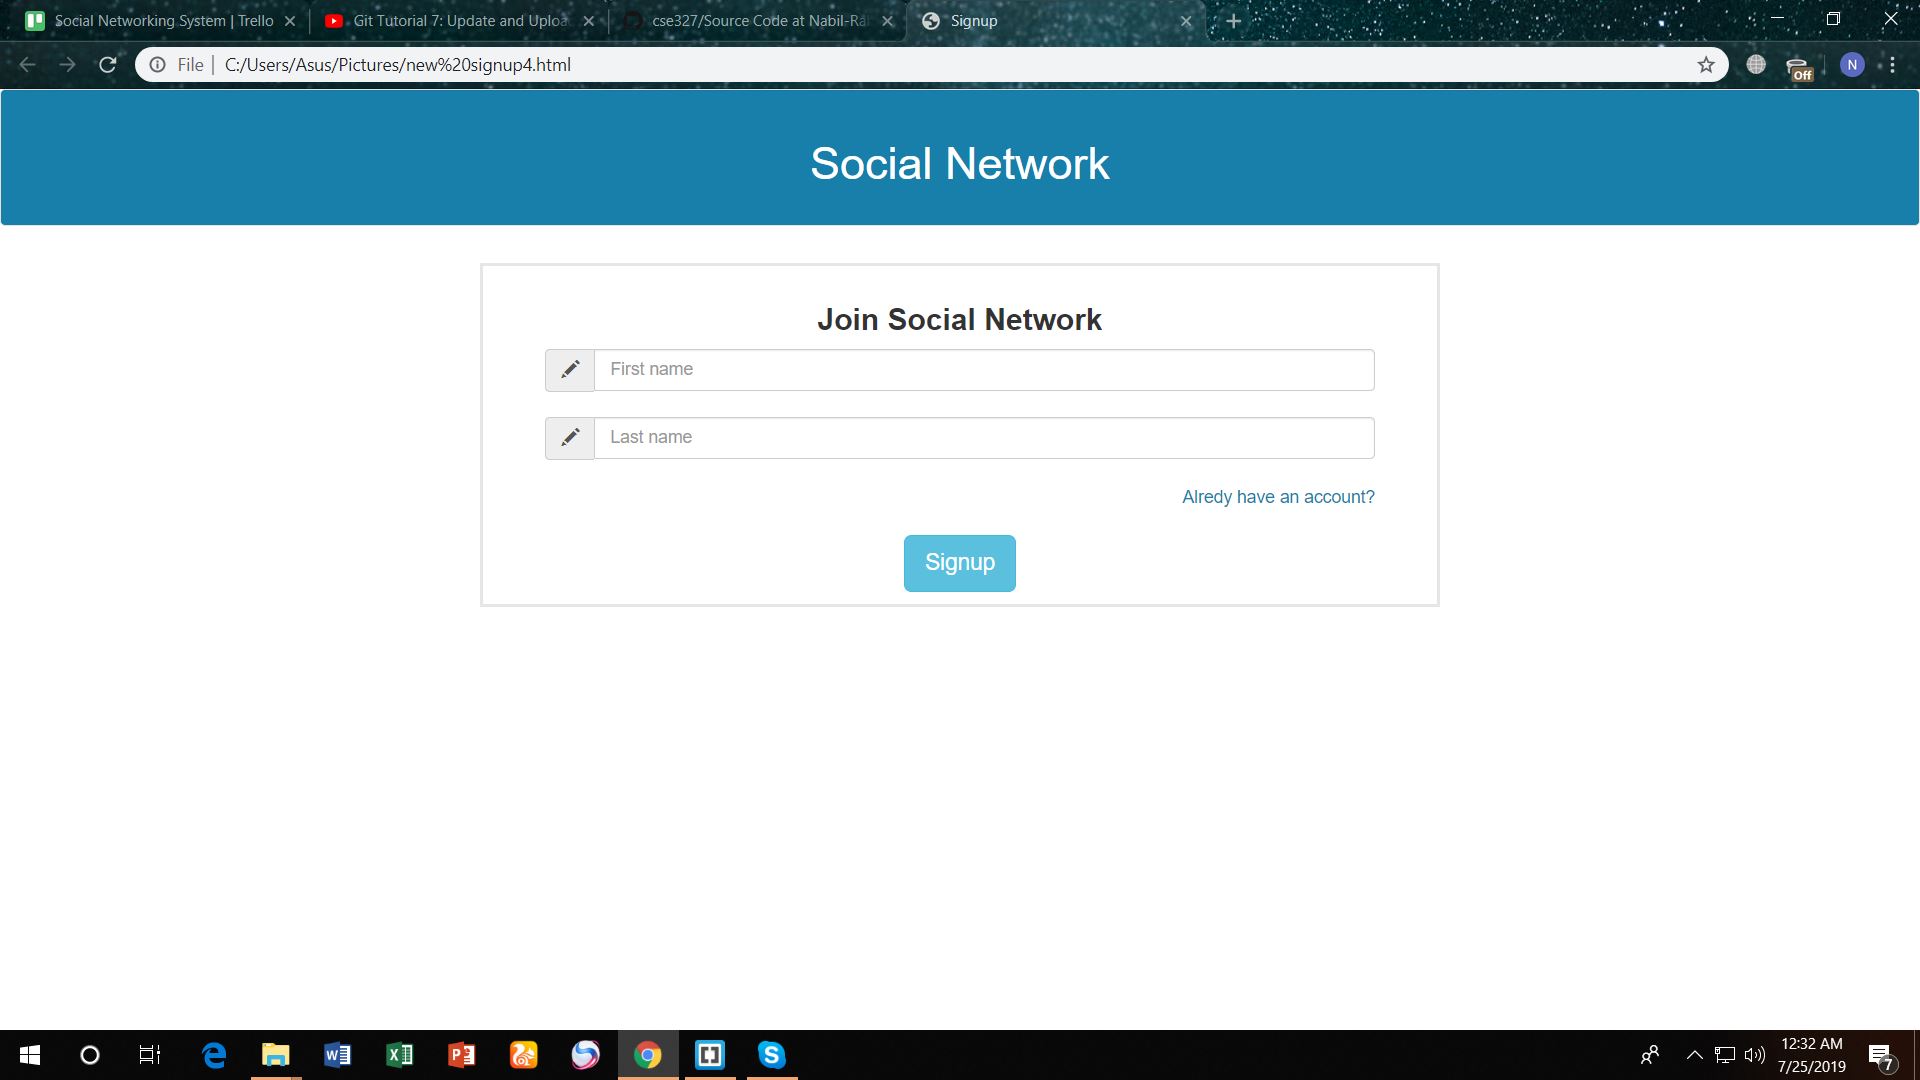 Social Networking System | Trello
Git Tutorial 7: Update and Uploa
cse327/Source Code at Nabil-Rah
Signup
File | C:/Users/Asus/Pictures/new%20signup4.html
Off
N
Social Network
Join Social Network
First name
Last name
Alredy have an account?
Signup
12:32 AM
7/25/2019
7